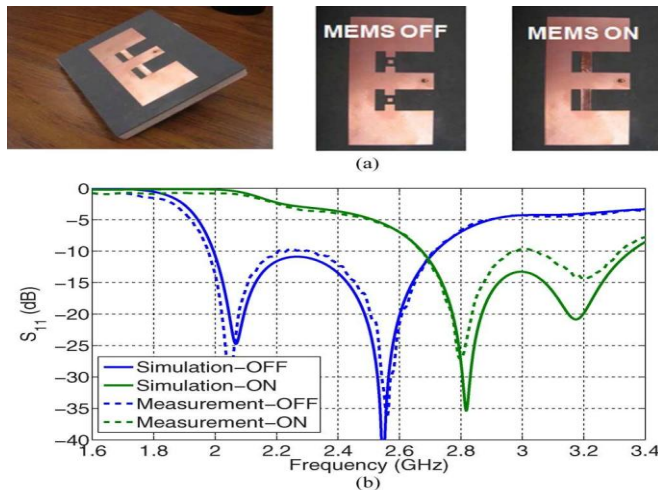 MEMS OFF
MEMS ON
(a)
0
−5
−10
−15
−20
−25
−30
−35
−40
S11 (dB)
Simulation−OFF
Simulation−ON
Measurement−OFF
Measurement−ON
1.6 1.8 2 2.2 2.4 2.6 2.8 3 3.2 3.4
Frequency (GHz)
(b)